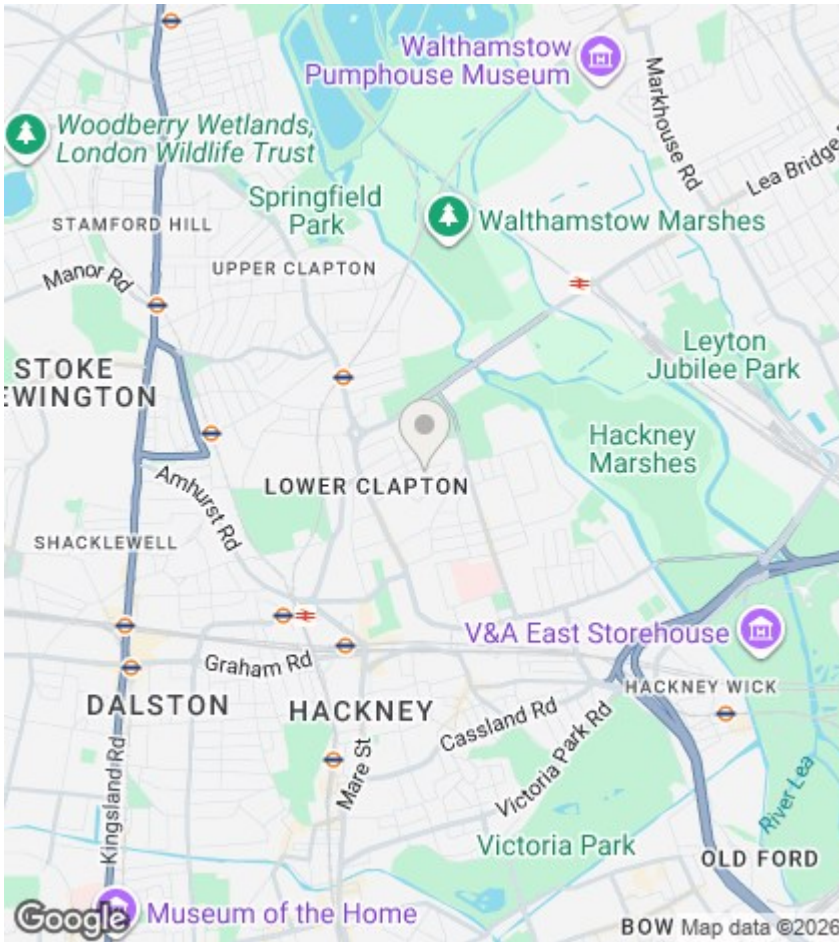 Walthamstow
Pumphouse Museum
Markhouse Rd
Woodberry Wetlands,
London Wildlife Trust
Lea Bridge
Springfield
Park
STAMFORD HILL
Walthamstow Marshes
UPPER CLAPTON
Manor Rd
Leyton
Jubilee Park
STOKE
EWINGTON
Hackney
Marshes
LOWER CLAPTON
Amhurst Rd
SHACKLEWELL
V&A East Storehouse
Graham Rd
HACKNEY WICK
DALSTON
HACKNEY
Cassland Rd
Victoria Park Rd
Mare St
Kingsland Rd
River Lea
Victoria Park
OLD FORD
Museum of the Home
Google
BOW
Map data ©2026